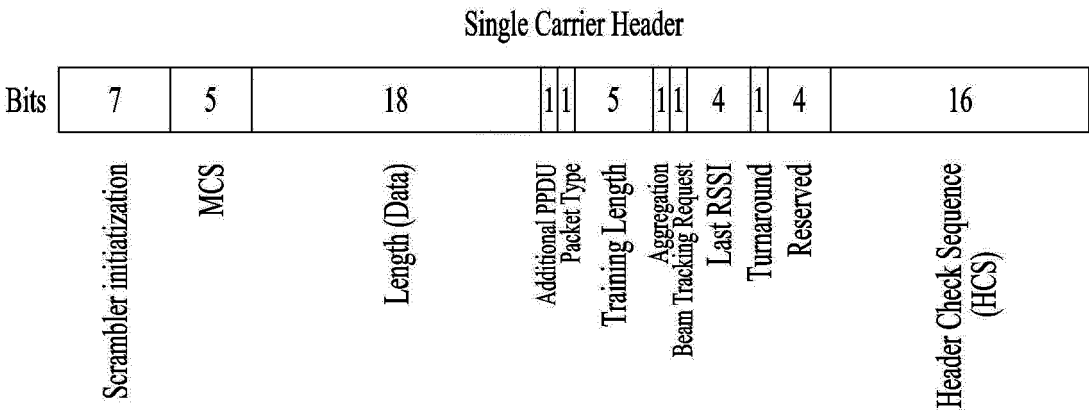 Single Carrier Header
Bits 7 5 18 1 1 5 1 1 4 1 4 16
Scrambler initiatization
MCS
Length (Data)
Additional PPDU
Packet Type
Training Length
Aggregation
Beam Tracking Request
Last RSSI
Turnaround
Reserved
Header Check Sequence
(HCS)